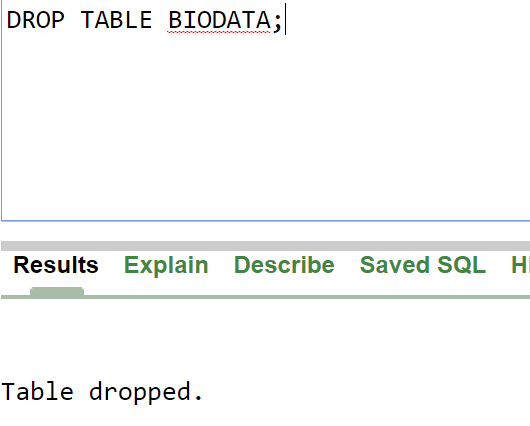 DROP TABLE BIODATA;
Results Explain Describe Saved SQL
Table dropped.